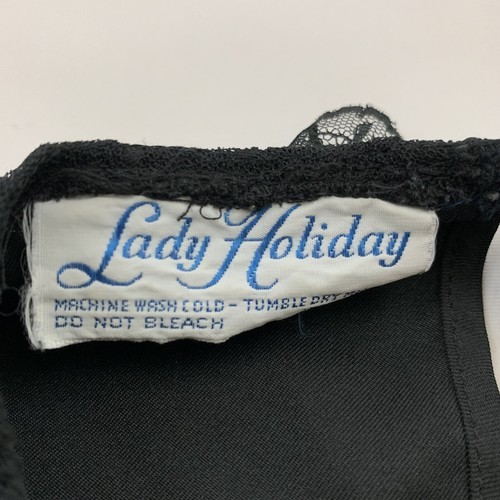 Lady Holiday
MACHINE WASH COLD - TUMBLE DRY
DO NOT BLEACH